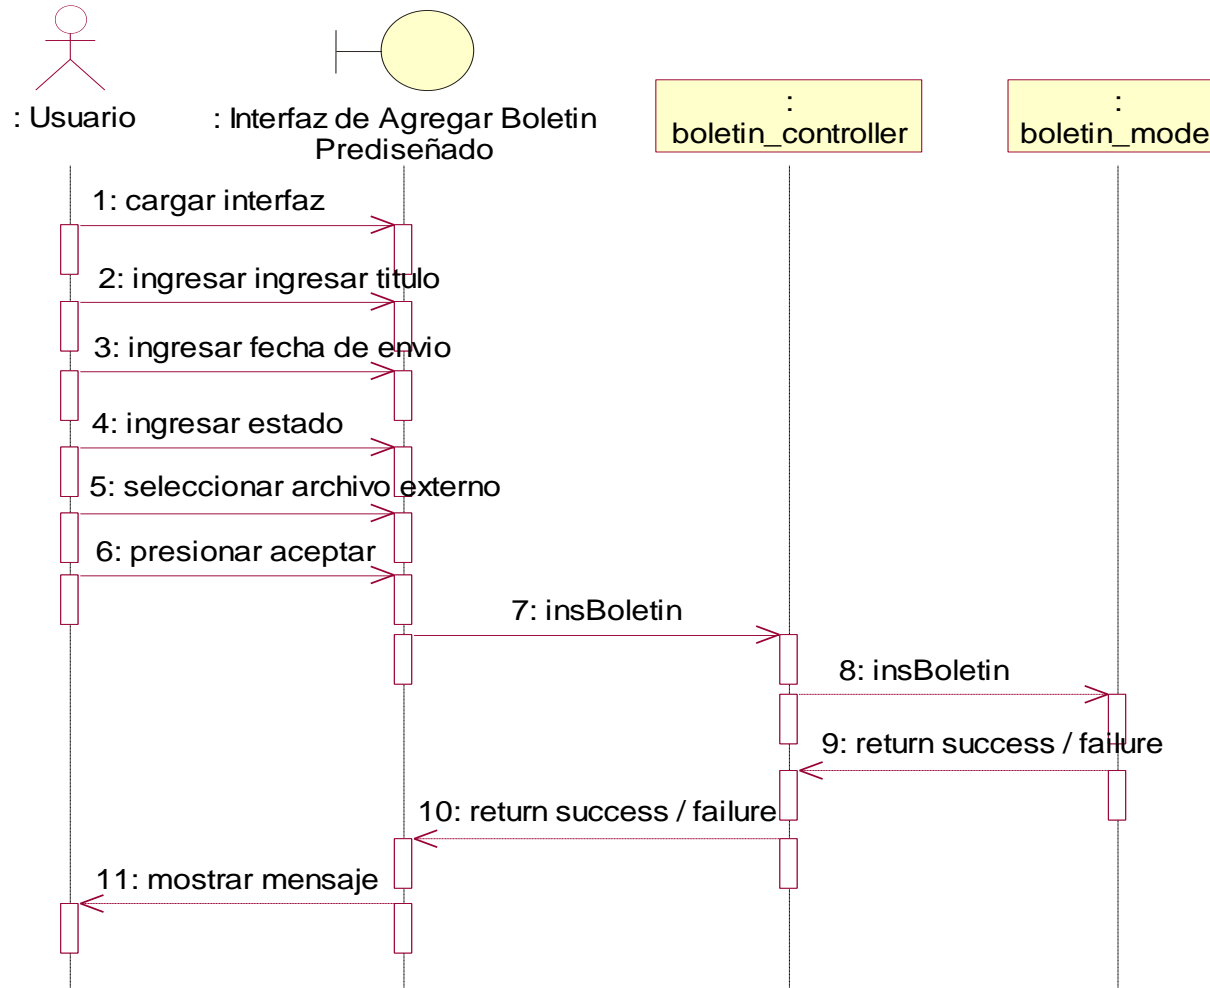 : Usuario
: Interfaz de Agregar Boletin
Prediseñado
:
boletin_controller
:
boletin_mode
1: cargar interfaz
2: ingresar ingresar titulo
3: ingresar fecha de envio
4: ingresar estado
5: seleccionar archivo externo
6: presionar aceptar
7: insBoletin
8: insBoletin
9: return success / failure
10: return success / failure
11: mostrar mensaje